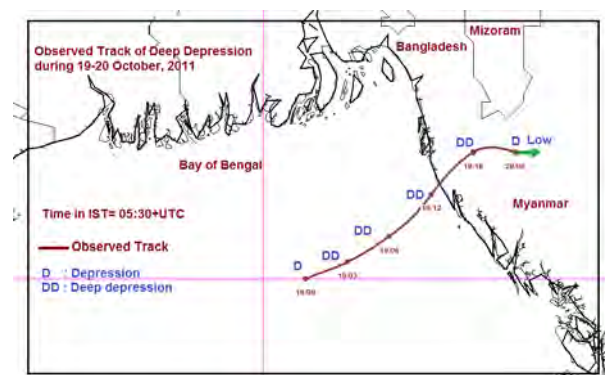 Observed Track of Deep Depression
during 19-20 October, 2011
Bangladesh
Mizoram
Bay of Bengal
Myanmar
DD
D
Low
19/18
20/00
DD
19/12
DD
19/06
DD
19/03
D
19/00
Time in IST= 05:30+UTC
Observed Track
D : Depression
DD : Deep depression